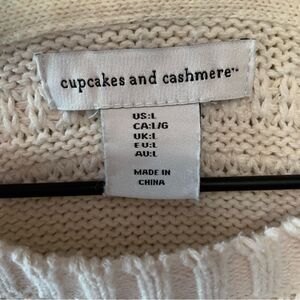 cupcakes and cashmere™
US:L
CA:L/G
UK:L
EU:L
AU:L
MADE IN
CHINA